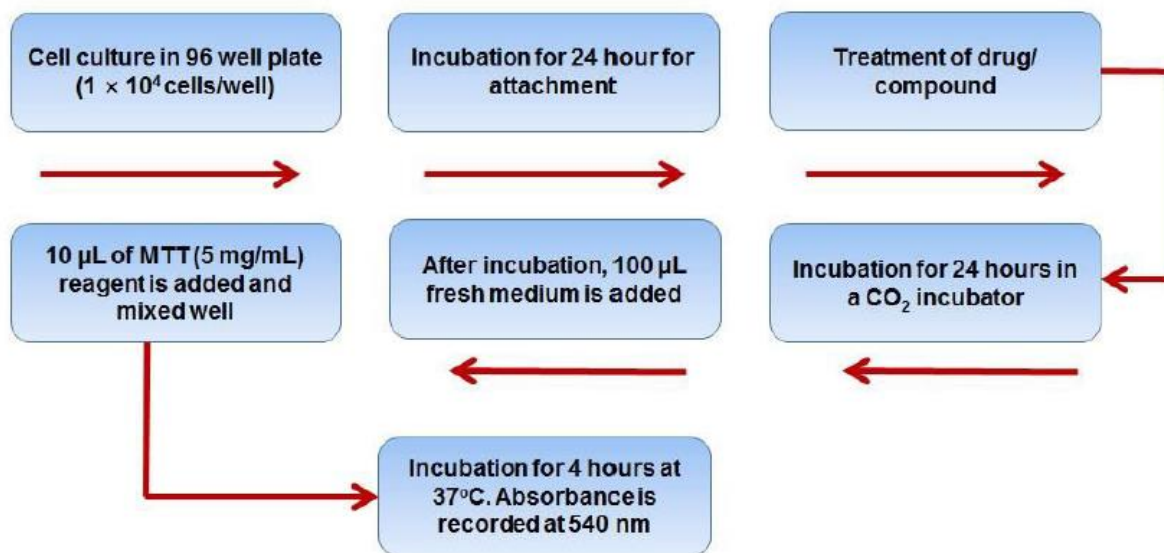 Cell culture in 96 well plate
(1 × 10⁴ cells/well)
Incubation for 24 hour for
attachment
Treatment of drug/
compound
Incubation for 24 hours in
a CO₂ incubator
After incubation, 100 µL
fresh medium is added
10 µL of MTT (5 mg/mL)
reagent is added and
mixed well
Incubation for 4 hours at
37°C. Absorbance is
recorded at 540 nm